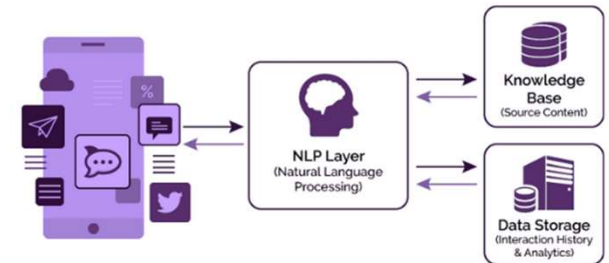 %
NLP Layer
(Natural Language
Processing)
Knowledge
Base
(Source Content)
Data Storage
(Interaction History
& Analytics)